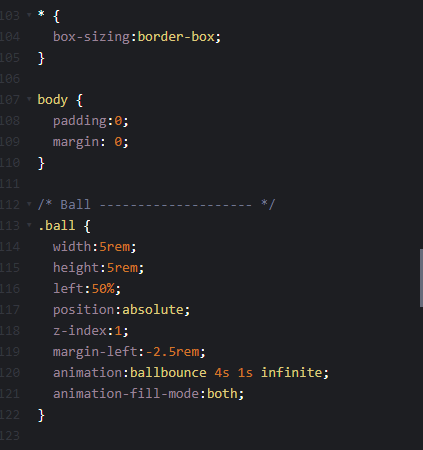 103 * {
104 box-sizing:border-box;
105 }
106
107 body {
108 padding:0;
109 margin: 0;
110 }
111
112 /* Ball -------------------- */
113 .ball {
114 width:5rem;
115 height:5rem;
116 left:50%;
117 position:absolute;
118 z-index:1;
119 margin-left:-2.5rem;
120 animation:ballbounce 4s 1s infinite;
121 animation-fill-mode:both;
122 }
123